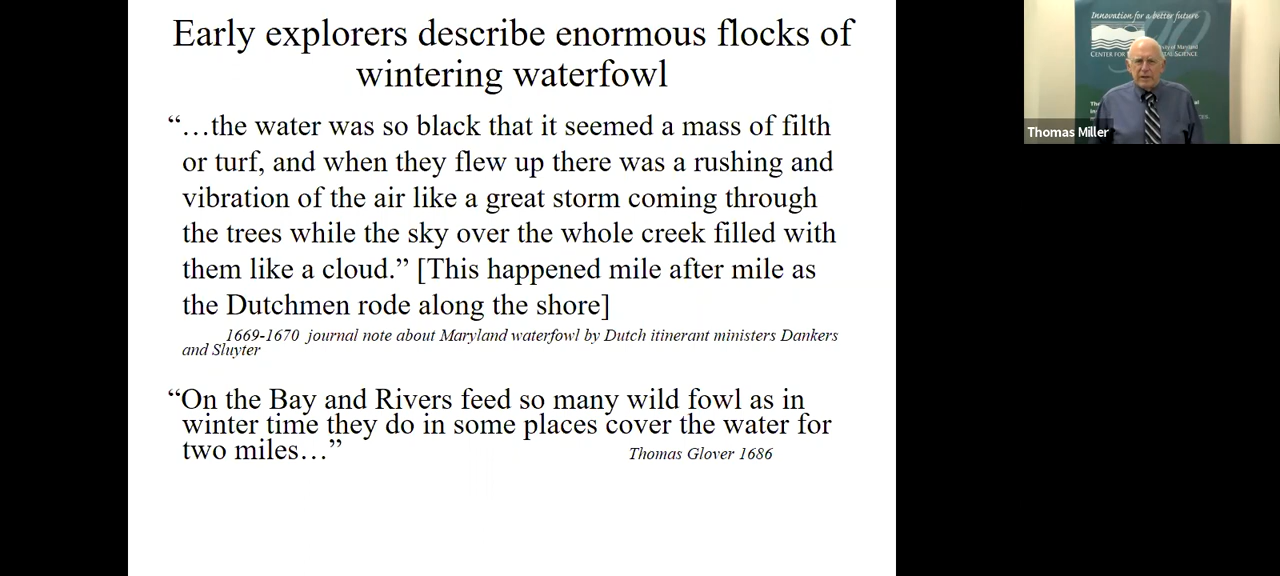 Early explorers describe enormous flocks of
wintering waterfowl
“…the water was so black that it seemed a mass of filth
or turf, and when they flew up there was a rushing and
vibration of the air like a great storm coming through
the trees while the sky over the whole creek filled with
them like a cloud.” [This happened mile after mile as
the Dutchmen rode along the shore]
1669-1670 journal note about Maryland waterfowl by Dutch itinerant ministers Dankers
and Sluyter
“On the Bay and Rivers feed so many wild fowl as in
winter time they do in some places cover the water for
two miles…”
Thomas Glover 1686
Innovation for a better future
of Maryland
CENTER FOR
SCIENCE
Thomas Miller